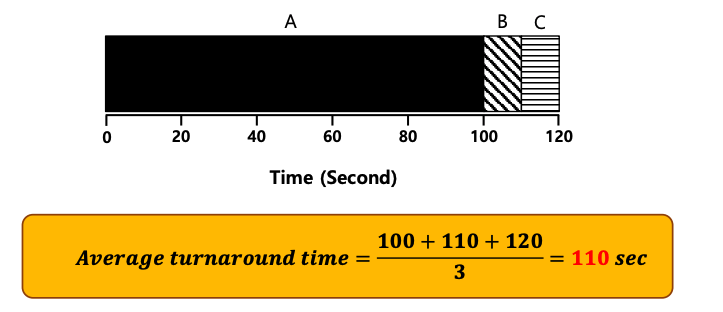 A B C
0 20 40 60 80 100 120
Time (Second)
Average turnaround time = (100 + 110 + 120) / 3 = 110 sec